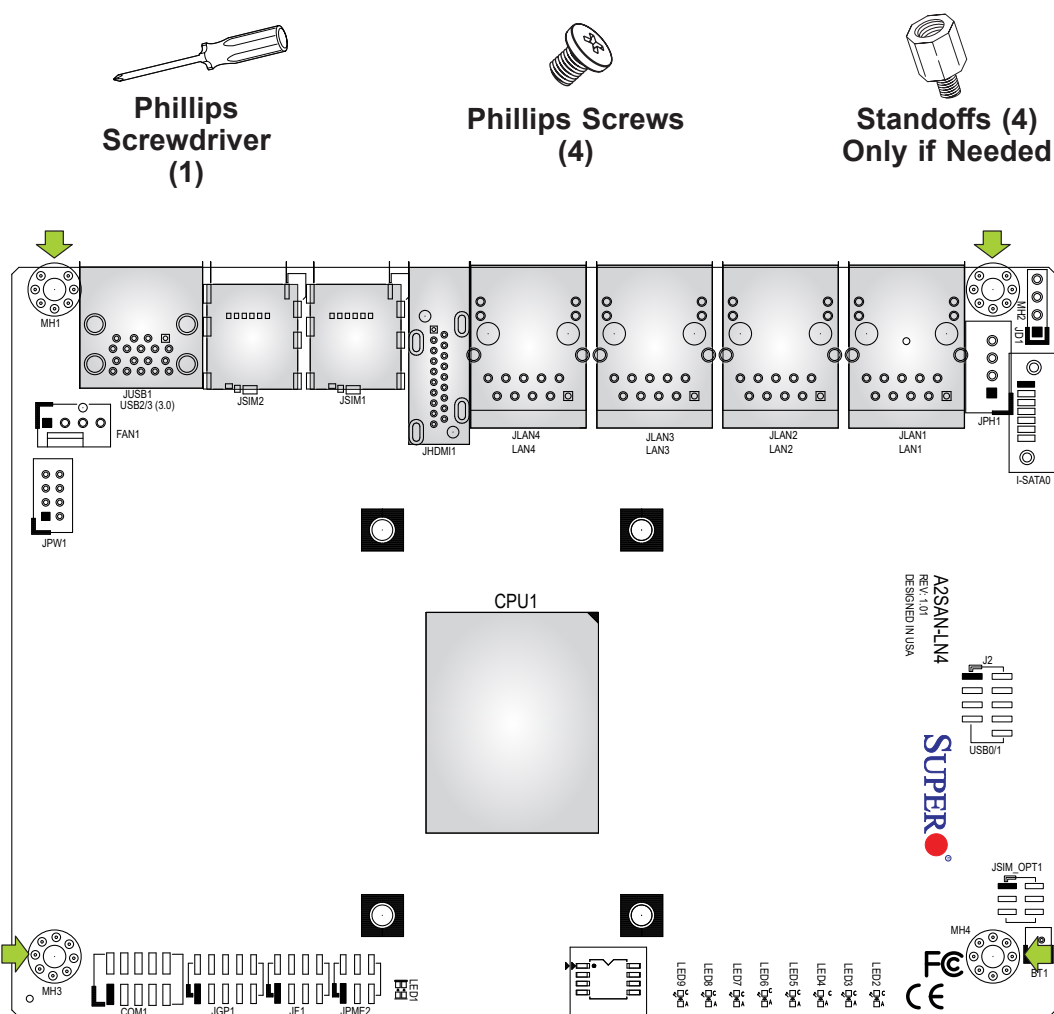 Phillips
Screwdriver
(1)
Phillips Screws
(4)
Standoffs (4)
Only if Needed
MH1
MH2
JD1
JUSB1
USB2/3 (3.0)
JSIM2
JSIM1
JHDMI1
JLAN4
LAN4
JLAN3
LAN3
JLAN2
LAN2
JLAN1
LAN1
JPH1
I-SATA0
FAN1
JPW1
CPU1
A2SAN-LN4
REV: 1.01
DESIGNED IN USA
J2
USB0/1
SUPER
®
JSIM_OPT1
MH4
BT1
FC
CE
MH3
COM1
JGP1
JF1
JPME2
LED1
LED9
LED8
LED7
LED6
LED5
LED4
LED3
LED2
C
A
C
A
C
A
C
A
C
A
C
A
C
A
C
A